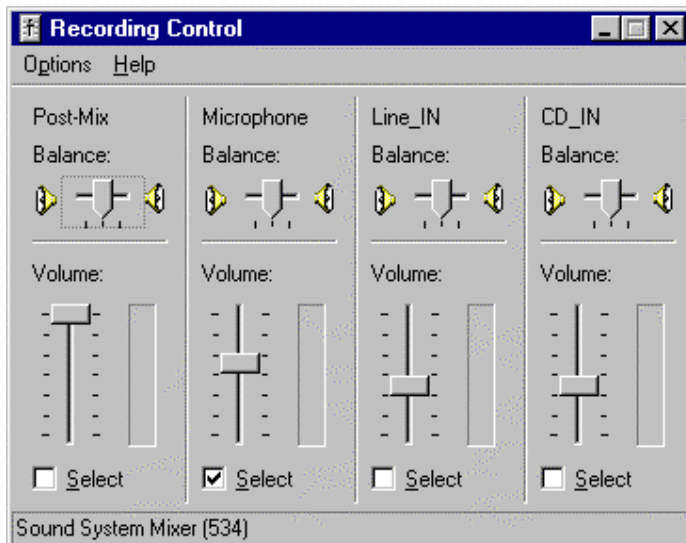 Recording Control
Options Help
Post-Mix Microphone Line_IN CD_IN
Balance: Balance: Balance: Balance:
Volume: Volume: Volume: Volume:
Select Select Select Select
Sound System Mixer (534)